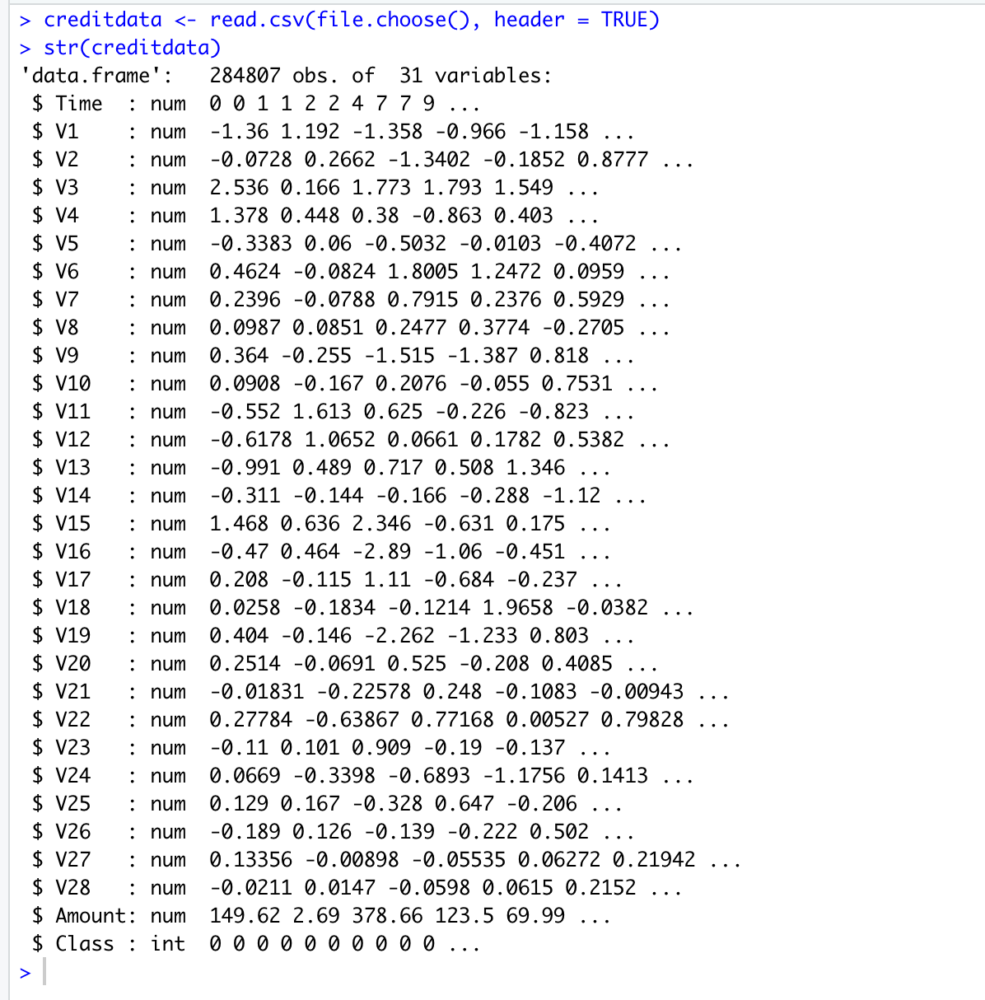 > creditdata <- read.csv(file.choose(), header = TRUE)
> str(creditdata)
'data.frame':   284807 obs. of  31 variables:
 $ Time  : num  0 0 1 1 2 2 4 7 7 9 ...
 $ V1    : num  -1.36 1.192 -1.358 -0.966 -1.158 ...
 $ V2    : num  -0.0728 0.2662 -1.3402 -0.1852 0.8777 ...
 $ V3    : num  2.536 0.166 1.773 1.793 1.549 ...
 $ V4    : num  1.378 0.448 0.38 -0.863 0.403 ...
 $ V5    : num  -0.3383 0.06 -0.5032 -0.0103 -0.4072 ...
 $ V6    : num  0.4624 -0.0824 1.8005 1.2472 0.0959 ...
 $ V7    : num  0.2396 -0.0788 0.7915 0.2376 0.5929 ...
 $ V8    : num  0.0987 0.0851 0.2477 0.3774 -0.2705 ...
 $ V9    : num  0.364 -0.255 -1.515 -1.387 0.818 ...
 $ V10   : num  0.0908 -0.167 0.2076 -0.055 0.7531 ...
 $ V11   : num  -0.552 1.613 0.625 -0.226 -0.823 ...
 $ V12   : num  -0.6178 1.0652 0.0661 0.1782 0.5382 ...
 $ V13   : num  -0.991 0.489 0.717 0.508 1.346 ...
 $ V14   : num  -0.311 -0.144 -0.166 -0.288 -1.12 ...
 $ V15   : num  1.468 0.636 2.346 -0.631 0.175 ...
 $ V16   : num  -0.47 0.464 -2.89 -1.06 -0.451 ...
 $ V17   : num  0.208 -0.115 1.11 -0.684 -0.237 ...
 $ V18   : num  0.0258 -0.1834 -0.1214 1.9658 -0.0382 ...
 $ V19   : num  0.404 -0.146 -2.262 -1.233 0.803 ...
 $ V20   : num  0.2514 -0.0691 0.525 -0.208 0.4085 ...
 $ V21   : num  -0.01831 -0.22578 0.248 -0.1083 -0.00943 ...
 $ V22   : num  0.27784 -0.63867 0.77168 0.00527 0.79828 ...
 $ V23   : num  -0.11 0.101 0.909 -0.19 -0.137 ...
 $ V24   : num  0.0669 -0.3398 -0.6893 -1.1756 0.1413 ...
 $ V25   : num  0.129 0.167 -0.328 0.647 -0.206 ...
 $ V26   : num  -0.189 0.126 -0.139 -0.222 0.502 ...
 $ V27   : num  0.13356 -0.00898 -0.05535 0.06272 0.21942 ...
 $ V28   : num  -0.0211 0.0147 -0.0598 0.0615 0.2152 ...
 $ Amount: num  149.62 2.69 378.66 123.5 69.99 ...
 $ Class : int  0 0 0 0 0 0 0 0 0 0 ...
>